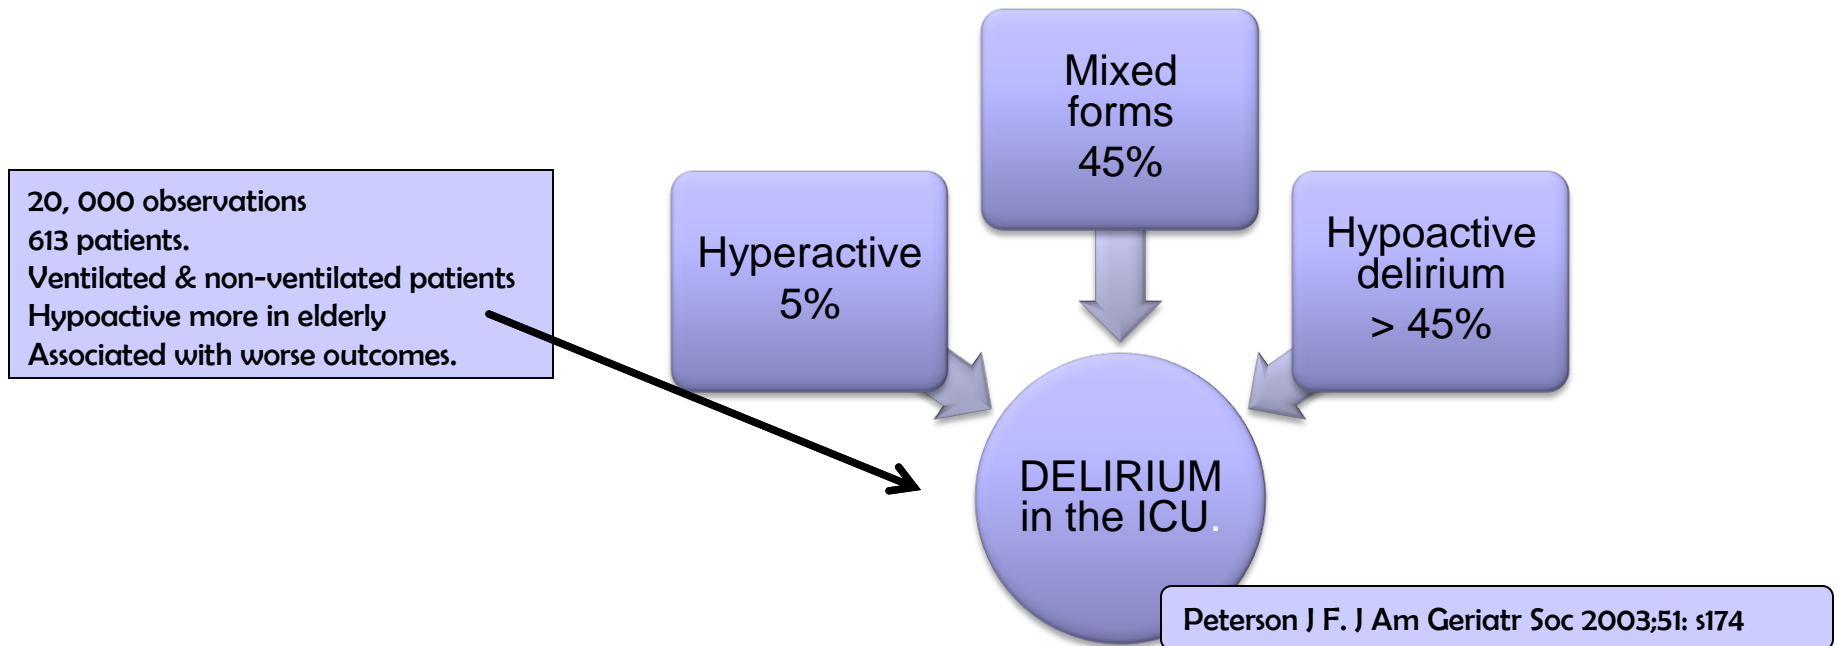 20, 000 observations
613 patients.
Ventilated & non-ventilated patients
Hypoactive more in elderly
Associated with worse outcomes.
Hyperactive
5%
Mixed
forms
45%
Hypoactive
delirium
> 45%
DELIRIUM
in the ICU.
Peterson J F. J Am Geriatr Soc 2003;51: s174